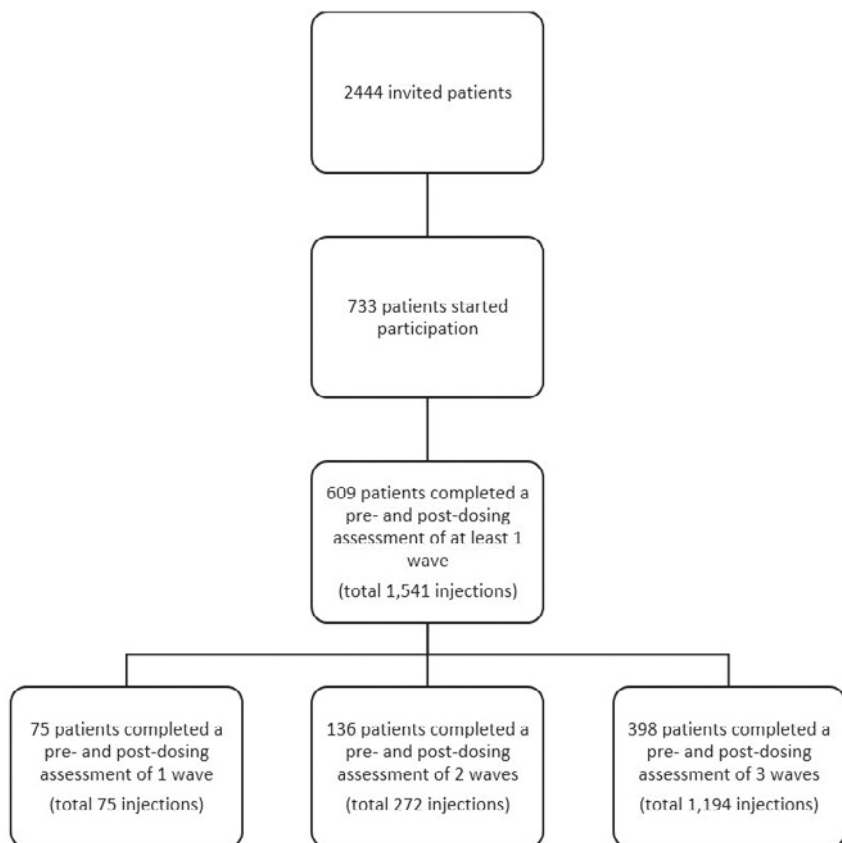 2444 invited patients
733 patients started
participation
609 patients completed a
pre- and post-dosing
assessment of at least 1
wave
(total 1,541 injections)
75 patients completed a
pre- and post-dosing
assessment of 1 wave
(total 75 injections)
136 patients completed a
pre- and post-dosing
assessment of 2 waves
(total 272 injections)
398 patients completed a
pre- and post-dosing
assessment of 3 waves
(total 1,194 injections)